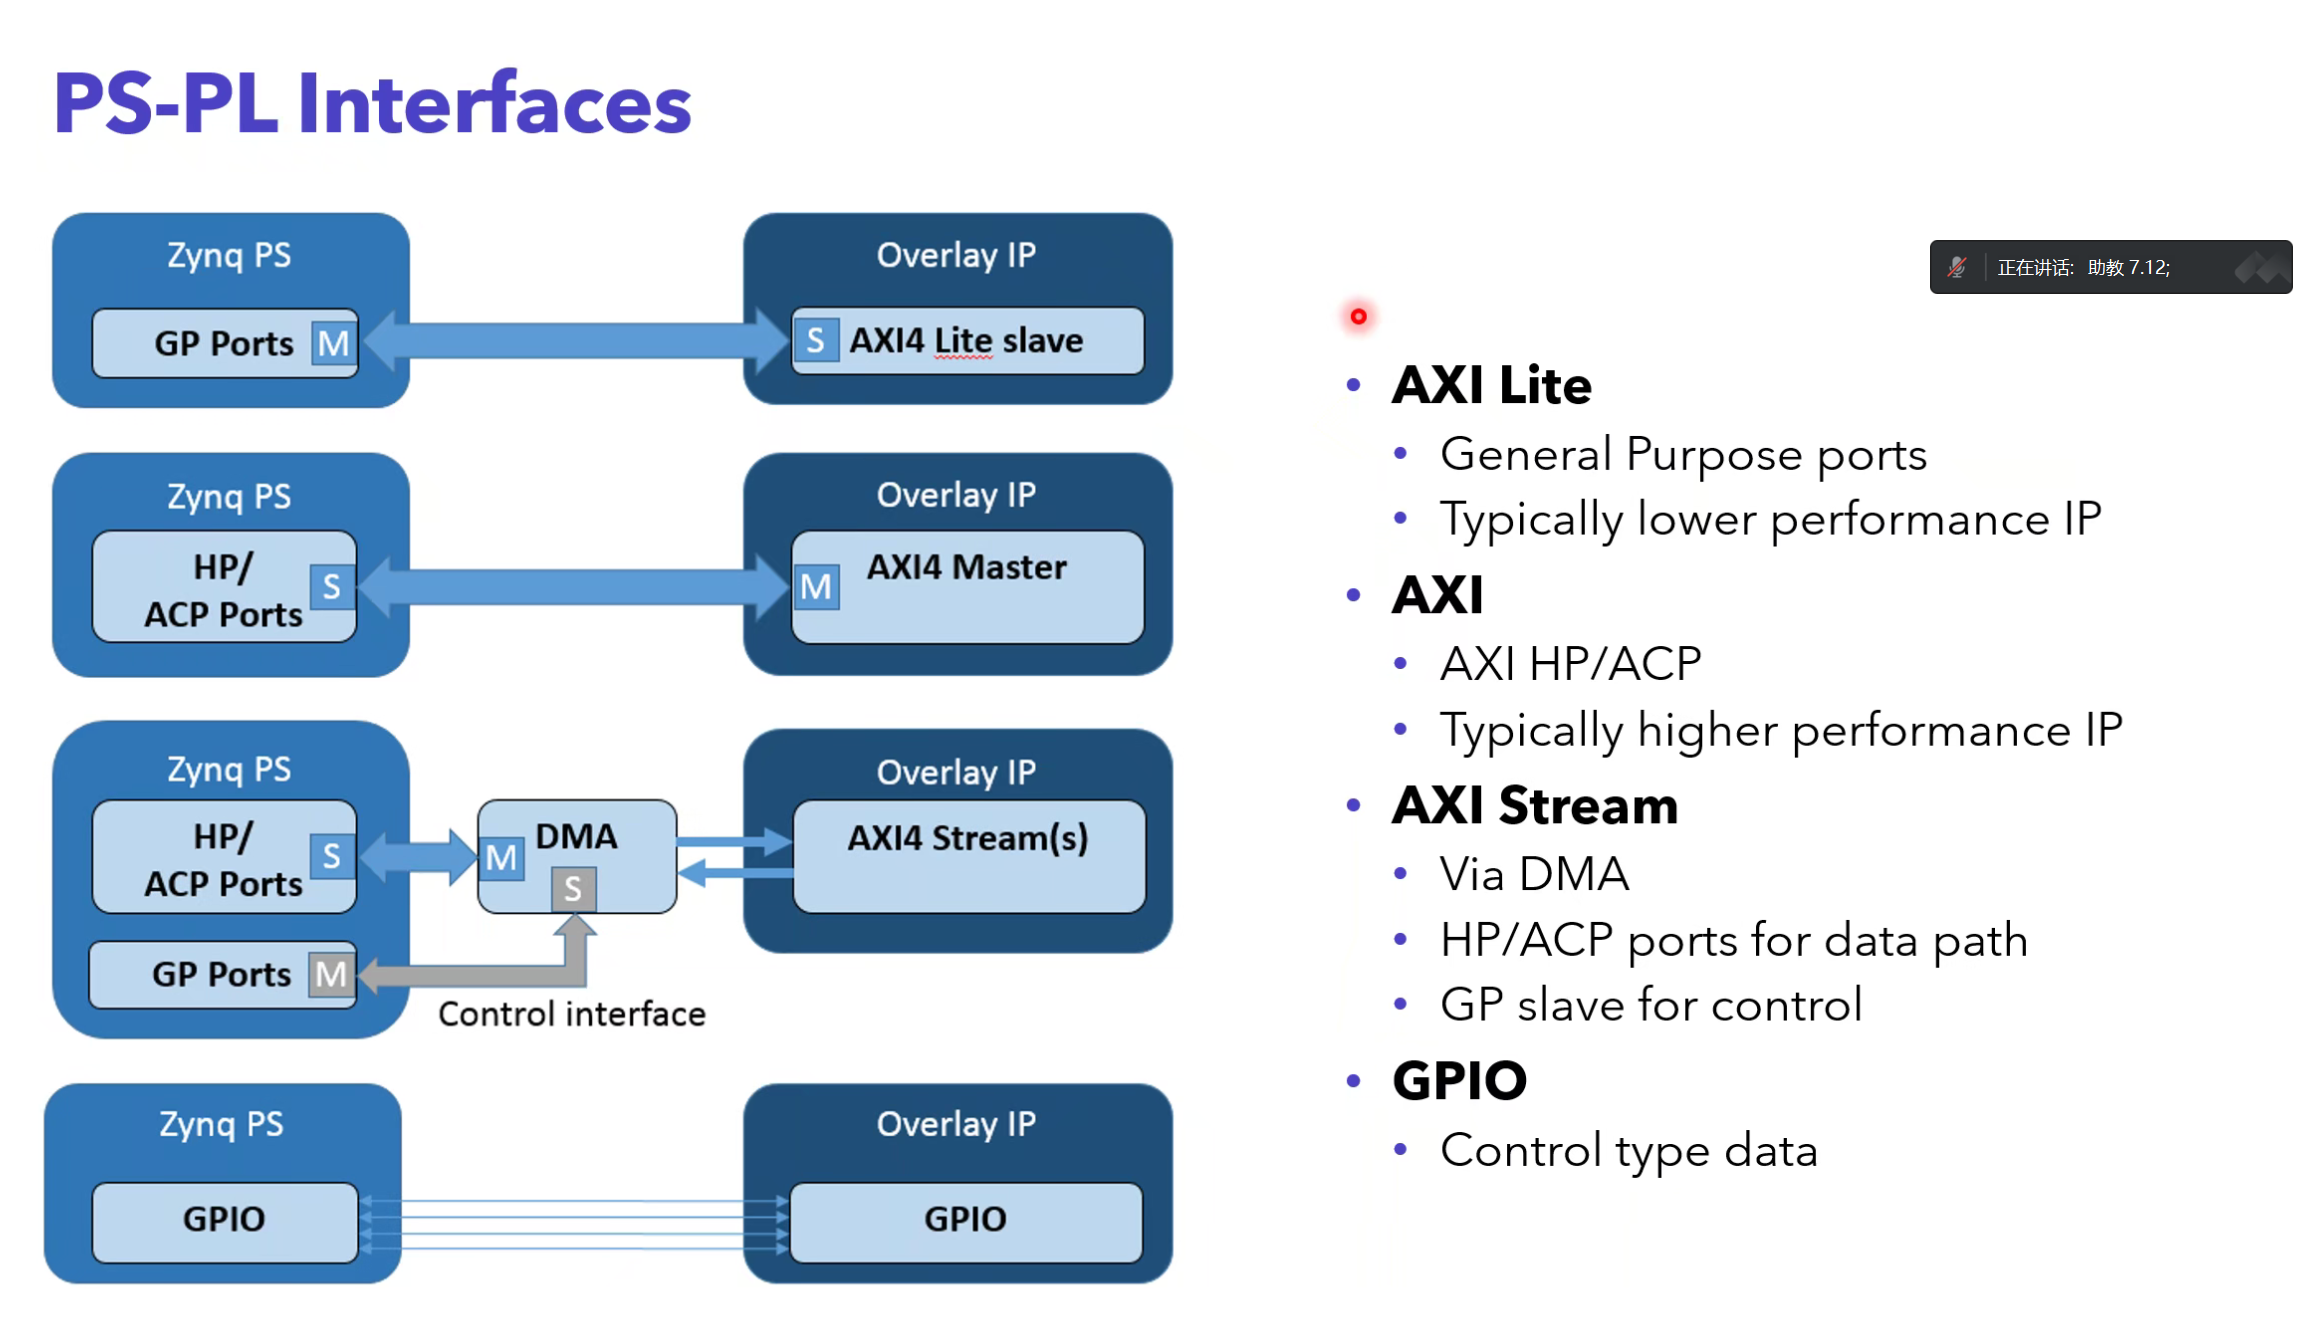 PS-PL Interfaces
Zynq PS
GP Ports
M
Overlay IP
S
AXI4 Lite slave
Zynq PS
HP/
ACP Ports
S
Overlay IP
M
AXI4 Master
Zynq PS
HP/
ACP Ports
S
GP Ports
M
DMA
M
S
Control interface
Overlay IP
AXI4 Stream(s)
Zynq PS
GPIO
Overlay IP
GPIO
正在讲话: 助教 7.12;
• AXI Lite
• General Purpose ports
• Typically lower performance IP
• AXI
• AXI HP/ACP
• Typically higher performance IP
• AXI Stream
• Via DMA
• HP/ACP ports for data path
• GP slave for control
• GPIO
• Control type data